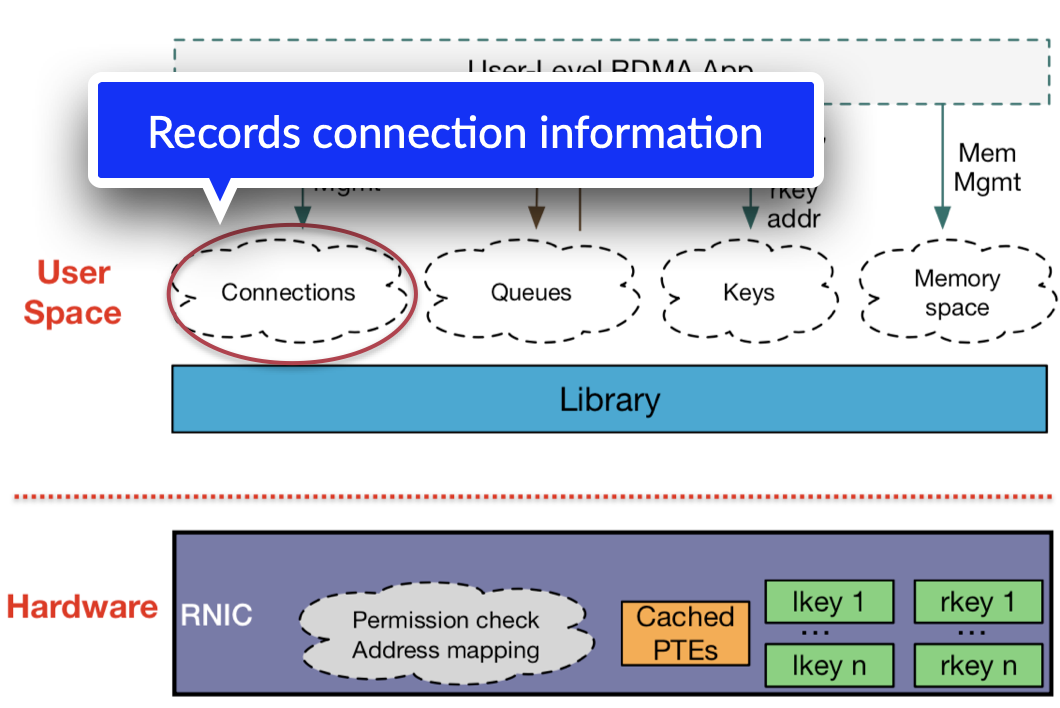 User-Level RDMA App
Records connection information
Mgmt
rkey
addr
Mem
Mgmt
User
Space
Connections
Queues
Keys
Memory
space
Library
Hardware
RNIC
Permission check
Address mapping
Cached
PTEs
lkey 1
...
lkey n
rkey 1
...
rkey n